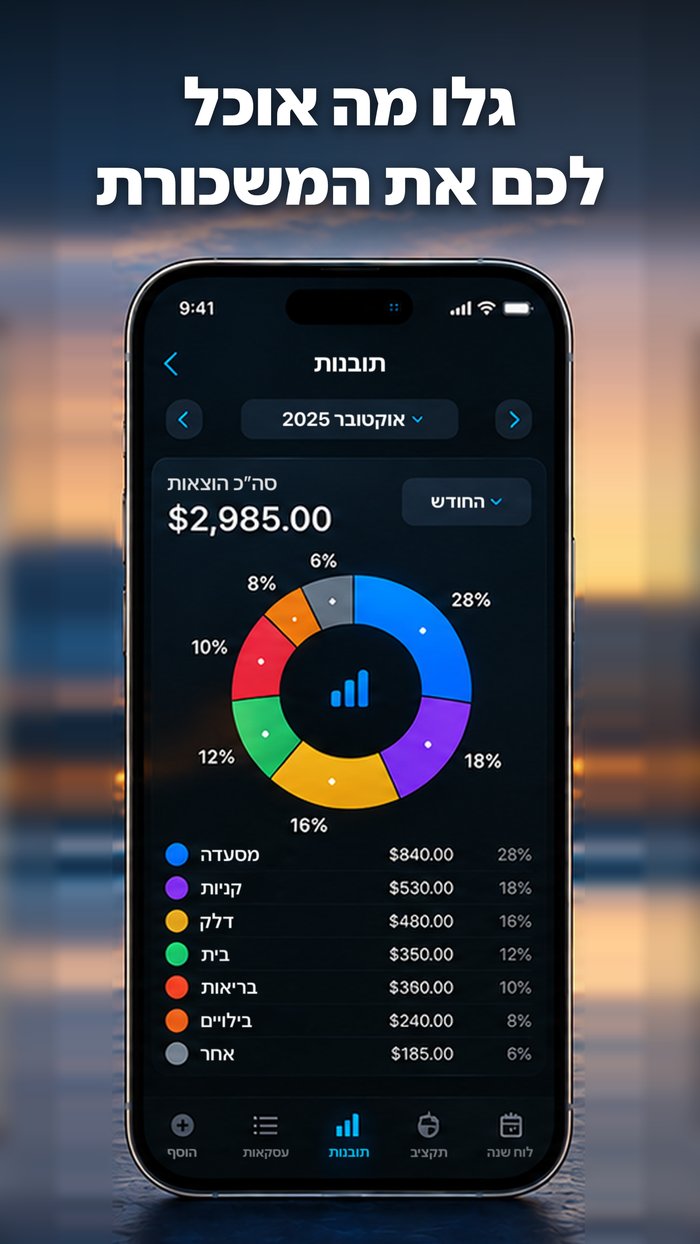 גלו מה אוכל
לכם את המשכורת
9:41
תובנות
אוקטובר 2025
סה״כ הוצאות
$2,985.00
החודש
6%
8%
28%
10%
12%
18%
16%
מסעדה $840.00 28%
קניות $530.00 18%
דלק $480.00 16%
בית $350.00 12%
בריאות $360.00 10%
בילויים $240.00 8%
אחר $185.00 6%
הוסף עסקאות תובנות תקציב לוח שנה